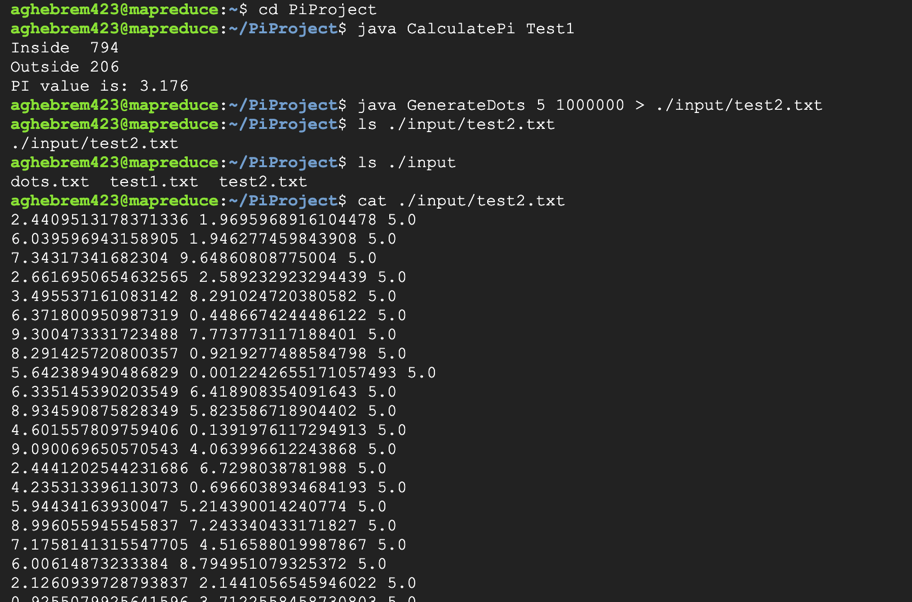 aghebrem423@mapreduce:~$ cd PiProject
aghebrem423@mapreduce:~/PiProject$ java CalculatePi Test1
Inside  794
Outside 206
PI value is: 3.176
aghebrem423@mapreduce:~/PiProject$ java GenerateDots 5 1000000 > ./input/test2.txt
aghebrem423@mapreduce:~/PiProject$ ls ./input/test2.txt
./input/test2.txt
aghebrem423@mapreduce:~/PiProject$ ls ./input
dots.txt  test1.txt  test2.txt
aghebrem423@mapreduce:~/PiProject$ cat ./input/test2.txt
2.4409513178371336 1.9695968916104478 5.0
6.039596943158905 1.946277459843908 5.0
7.34317341682304 9.64860808775004 5.0
2.6616950654632565 2.589232923294439 5.0
3.495537161083142 8.291024720380582 5.0
6.371800950987319 0.4486674244486122 5.0
9.300473331723488 7.773773117188401 5.0
8.291425720800357 0.9219277488584798 5.0
5.642389490486829 0.0012242655171057493 5.0
6.335145390203549 6.418908354091643 5.0
8.934590875828349 5.823586718904402 5.0
4.601557809759406 0.1391976117294913 5.0
9.090069650570543 4.063996612243868 5.0
2.4441202544231686 6.7298038781988 5.0
4.235313396113073 0.6966038934684193 5.0
5.94434163930047 5.214390014240774 5.0
8.996055945545837 7.243340433171827 5.0
7.1758141315547705 4.516588019987867 5.0
6.00614873233384 8.794951079325372 5.0
2.1260939728793837 2.1441056545946022 5.0
0.9255079925641596 3.7122558458730803 5.0